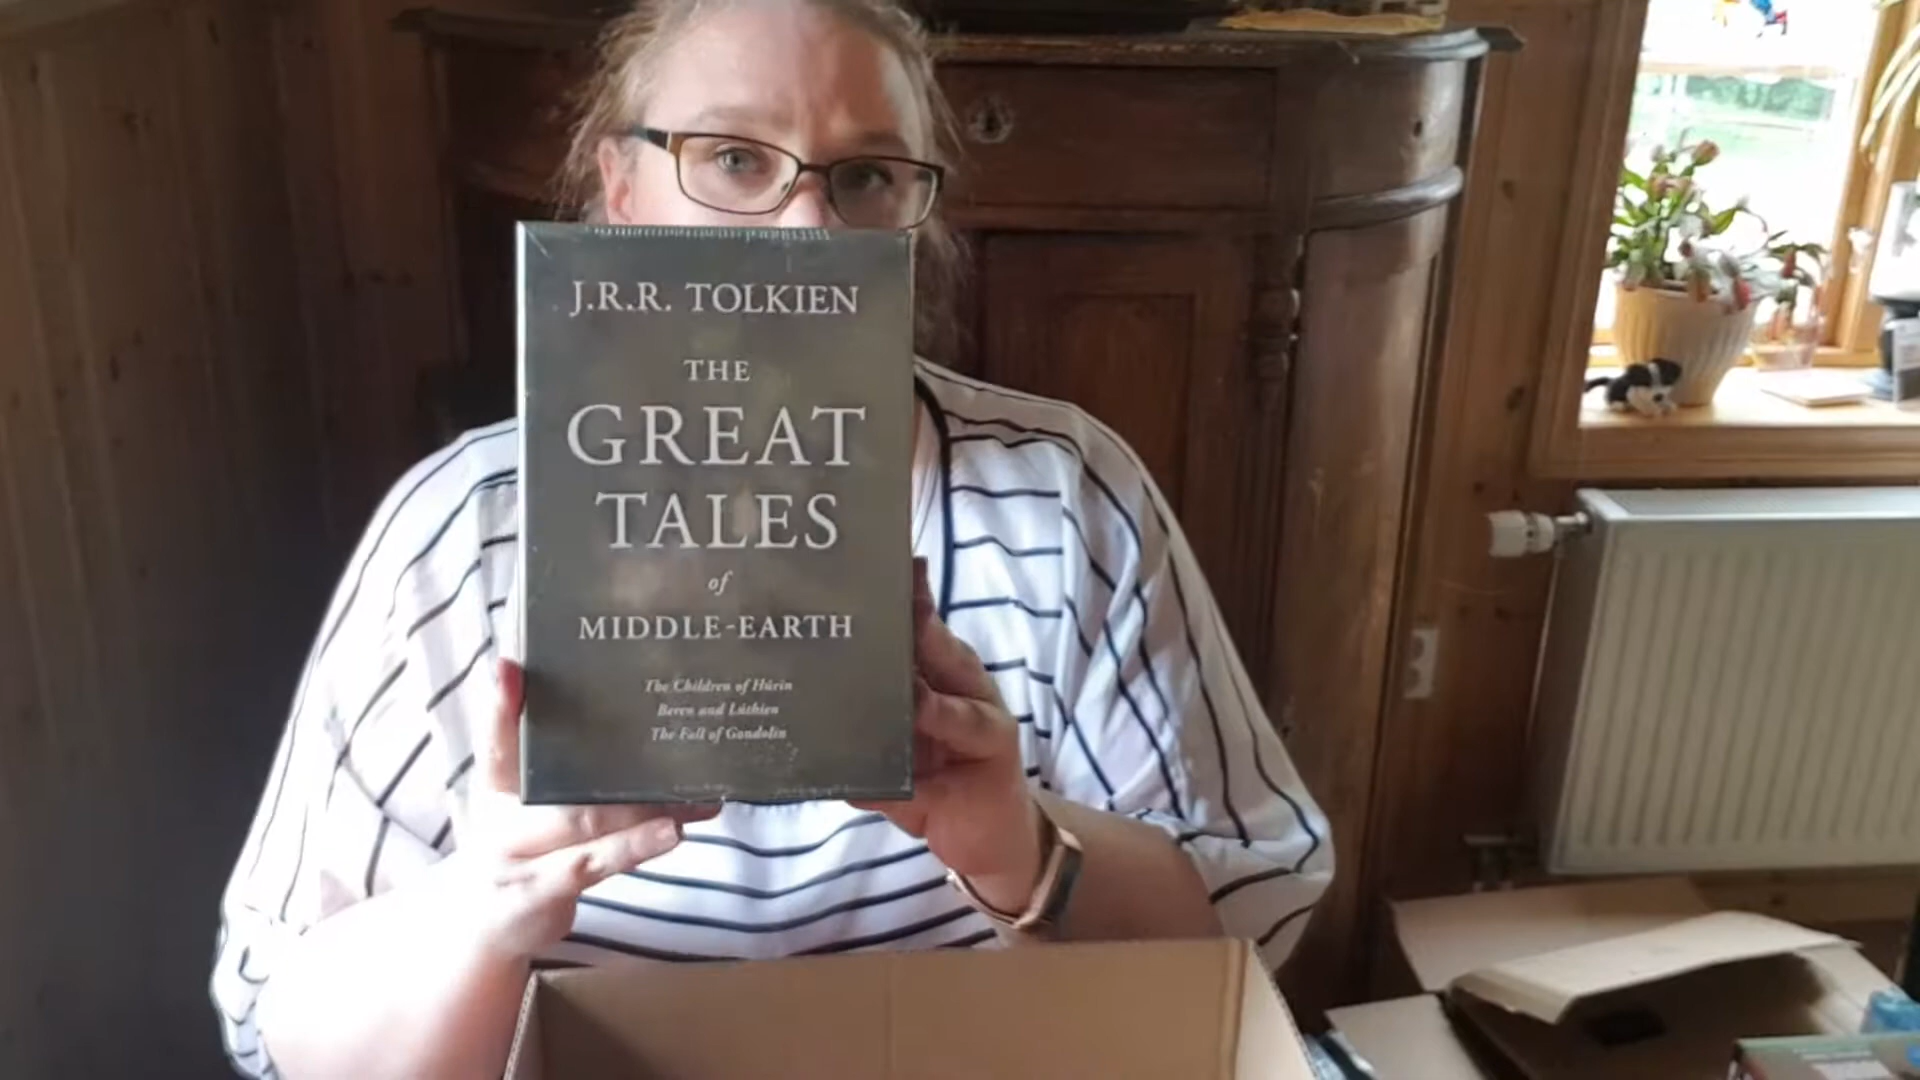 J.R.R. TOLKIEN
THE
GREAT
TALES
of
MIDDLE-EARTH
The Children of Húrin
Beren and Lúthien
The Fall of Gondolin